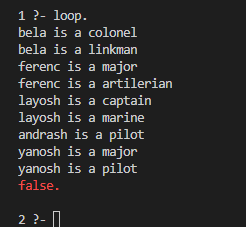 1 ?- loop.
bela is a colonel
bela is a linkman
ferenc is a major
ferenc is a artilerian
layosh is a captain
layosh is a marine
andrash is a pilot
yanosh is a major
yanosh is a pilot
false.
2 ?-